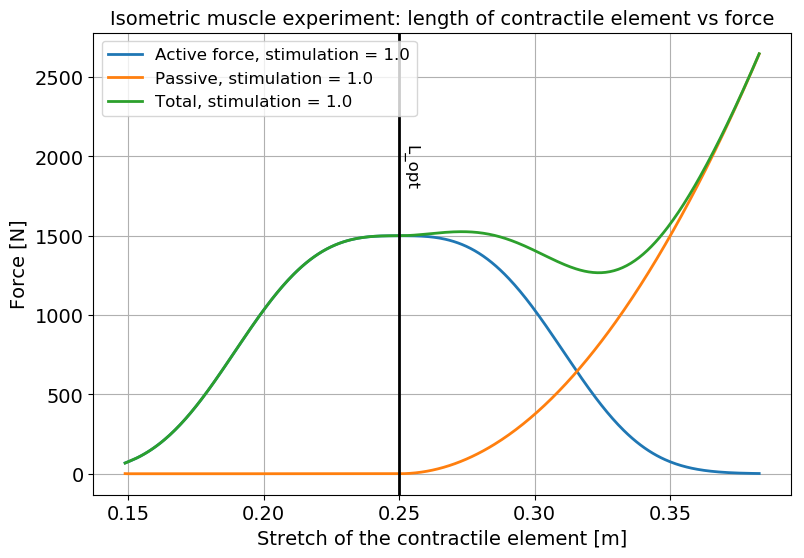 Isometric muscle experiment: length of contractile element vs force
Active force, stimulation = 1.0
Passive, stimulation = 1.0
Total, stimulation = 1.0
L_opt
Force [N]
2500
2000
1500
1000
500
0
0.15 0.20 0.25 0.30 0.35
Stretch of the contractile element [m]